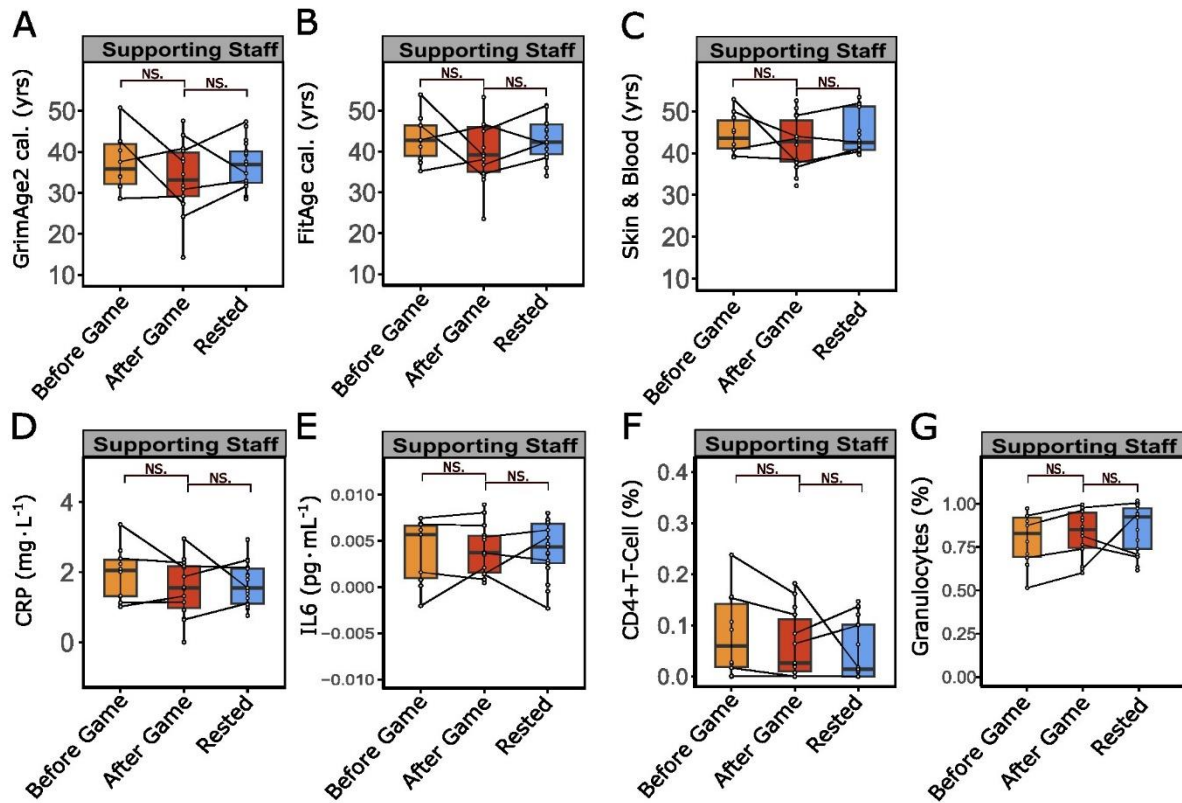 A
Supporting Staff
NS.
NS.
GrimAge2 cal. (yrs)
50
40
30
20
10
Before Game
After Game
Rested
B
Supporting Staff
NS.
NS.
FitAge cal. (yrs)
50
40
30
20
10
Before Game
After Game
Rested
C
Supporting Staff
NS.
NS.
Skin & Blood (yrs)
50
40
30
20
10
Before Game
After Game
Rested
D
Supporting Staff
NS.
NS.
CRP (mg · L⁻¹)
4
2
0
Before Game
After Game
Rested
E
Supporting Staff
NS.
NS.
IL6 (pg · mL⁻¹)
0.010
0.005
0.000
−0.005
−0.010
Before Game
After Game
Rested
F
Supporting Staff
NS.
NS.
CD4+T-Cell (%)
0.4
0.3
0.2
0.1
0.0
Before Game
After Game
Rested
G
Supporting Staff
NS.
NS.
Granulocytes (%)
1.00
0.75
0.50
0.25
0.00
Before Game
After Game
Rested